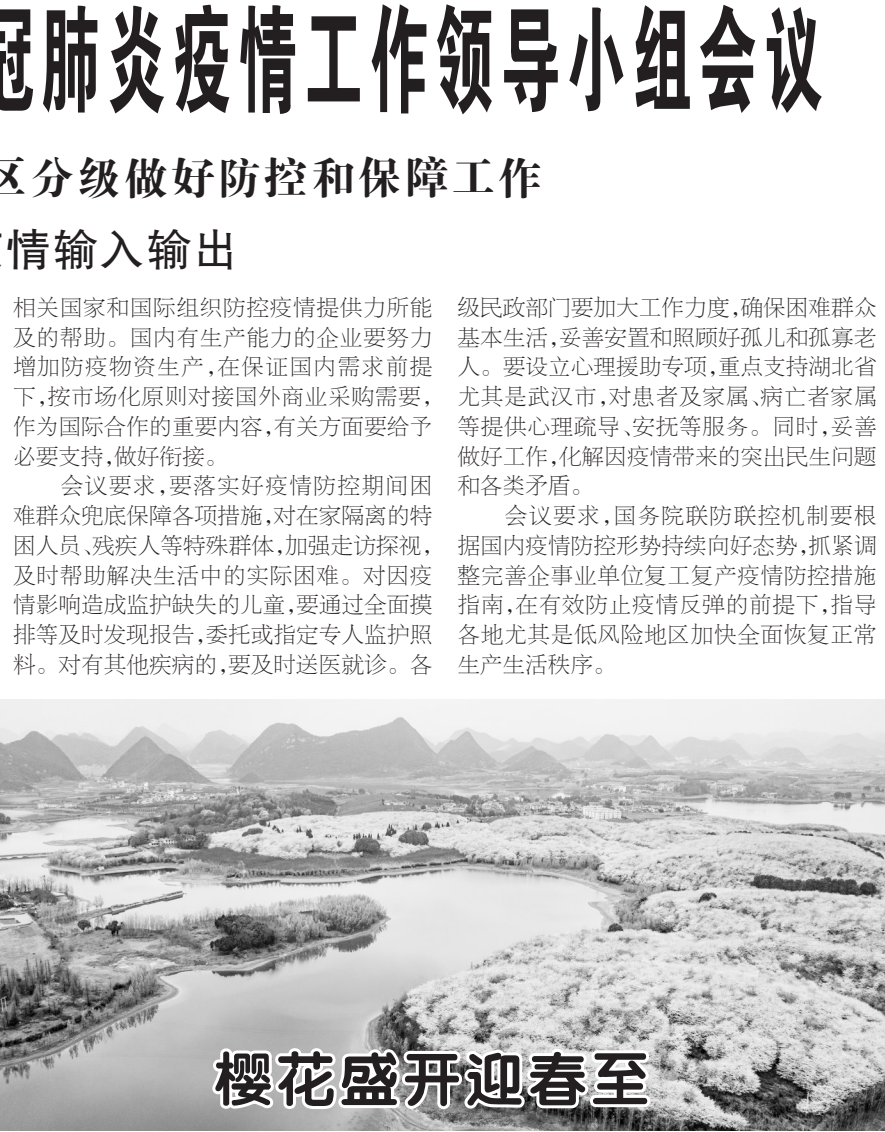 冠肺炎疫情工作领导小组会议
区分级做好防控和保障工作
情输入输出
相关国家和国际组织防控疫情提供力所能
及的帮助。国内有生产能力的企业要努力
增加防疫物资生产,在保证国内需求前提
下,按市场化原则对接国外商业采购需要,
作为国际合作的重要内容,有关方面要给予
必要支持,做好衔接。
会议要求,要落实好疫情防控期间困
难群众兜底保障各项措施,对在家隔离的特
困人员、残疾人等特殊群体,加强走访探视,
及时帮助解决生活中的实际困难。对因疫
情影响造成监护缺失的儿童,要通过全面摸
排等及时发现报告,委托或指定专人监护照
料。对有其他疾病的,要及时送医就诊。各
级民政部门要加大工作力度,确保困难群众
基本生活,妥善安置和照顾好孤儿和孤寡老
人。要设立心理援助专项,重点支持湖北省
尤其是武汉市,对患者及家属、病亡者家属
等提供心理疏导、安抚等服务。同时,妥善
做好工作,化解因疫情带来的突出民生问题
和各类矛盾。
会议要求,国务院联防联控机制要根
据国内疫情防控形势持续向好态势,抓紧调
整完善企事业单位复工复产疫情防控措施
指南,在有效防止疫情反弹的前提下,指导
各地尤其是低风险地区加快全面恢复正常
生产生活秩序。
樱花盛开迎春至